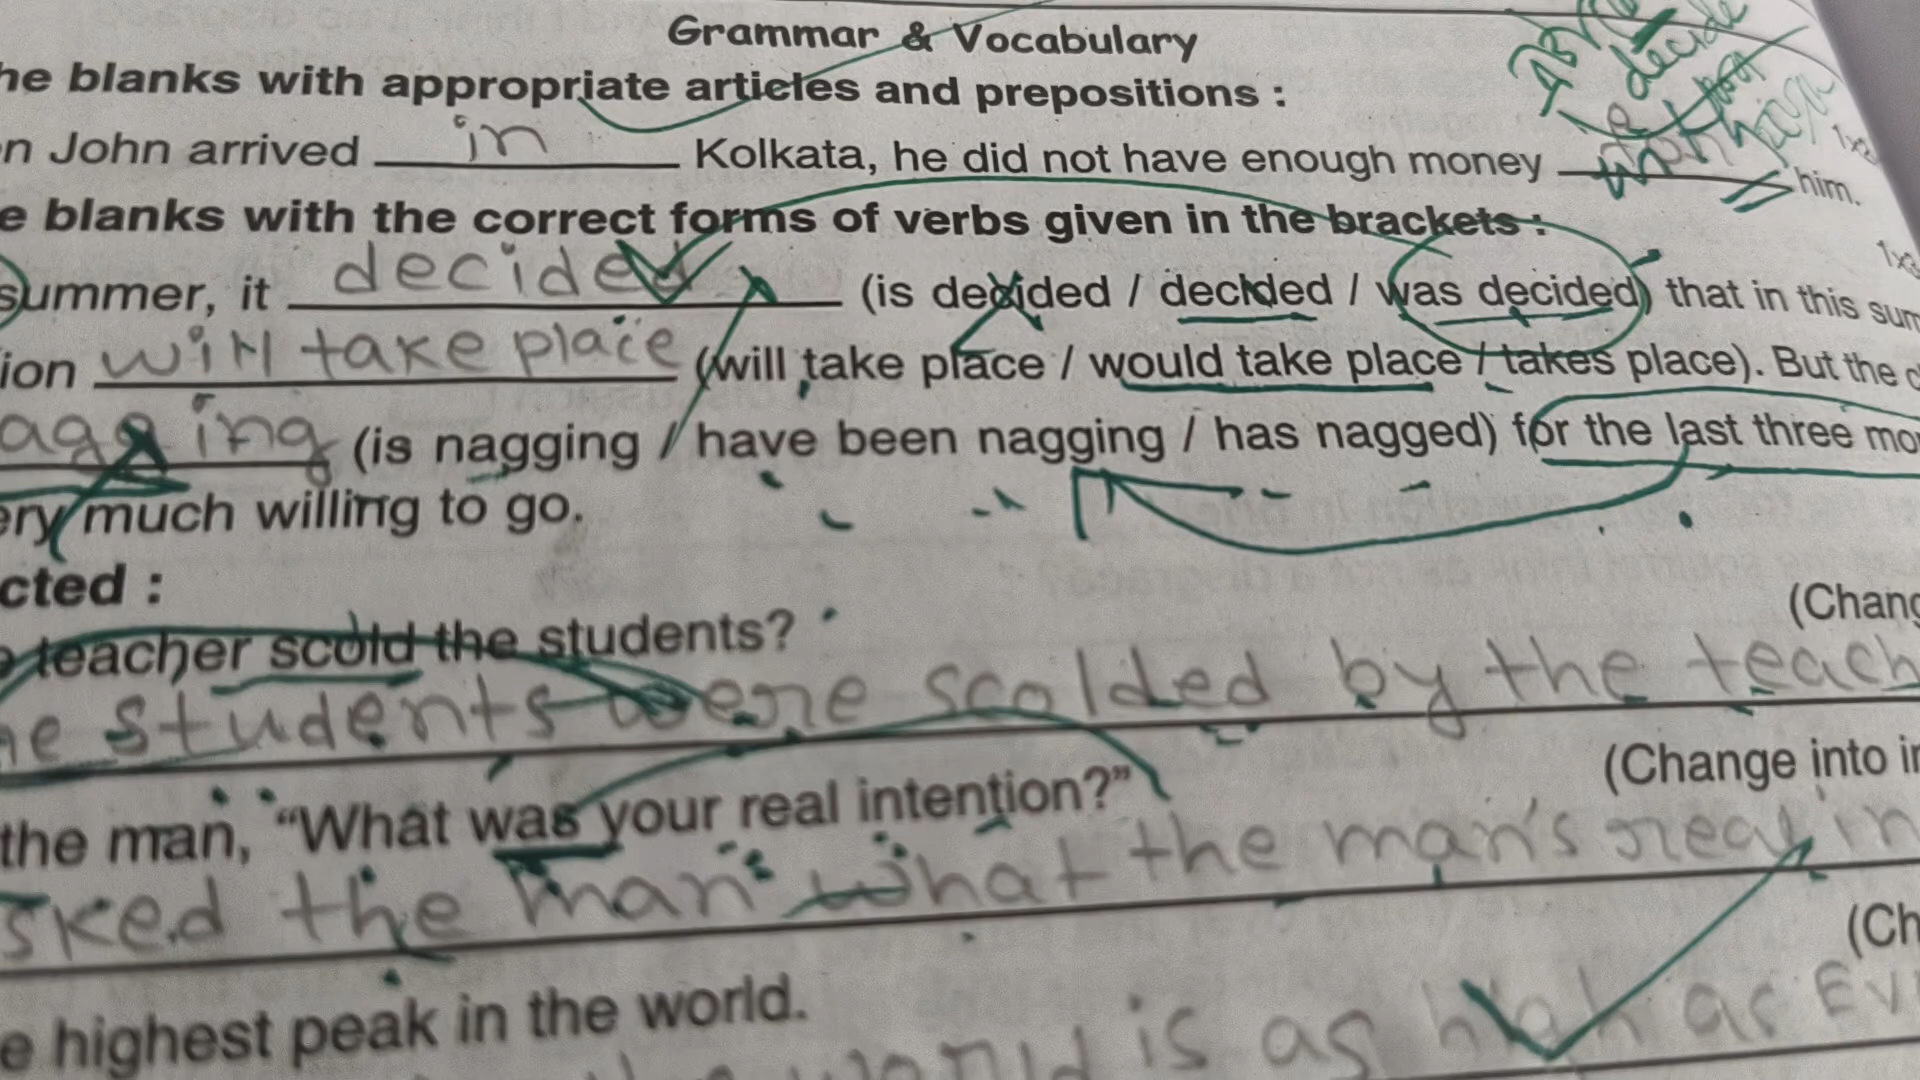 Grammar & Vocabulary
he blanks with appropriate articles and prepositions :
n John arrived in Kolkata, he did not have enough money with him.
e blanks with the correct forms of verbs given in the brackets :
summer, it decided (is decided / decided / was decided) that in this sum
ion will take place (will take place / would take place / takes place). But the c
agging (is nagging / have been nagging / has nagged) for the last three mo
ery much willing to go.
cted :
(Chang
teacher scold the students?
he students were scolded by the teach
(Change into in
the man, "What was your real intention?"
sked the man what the man's real in
(Ch
e highest peak in the world.
world is as high as Ev